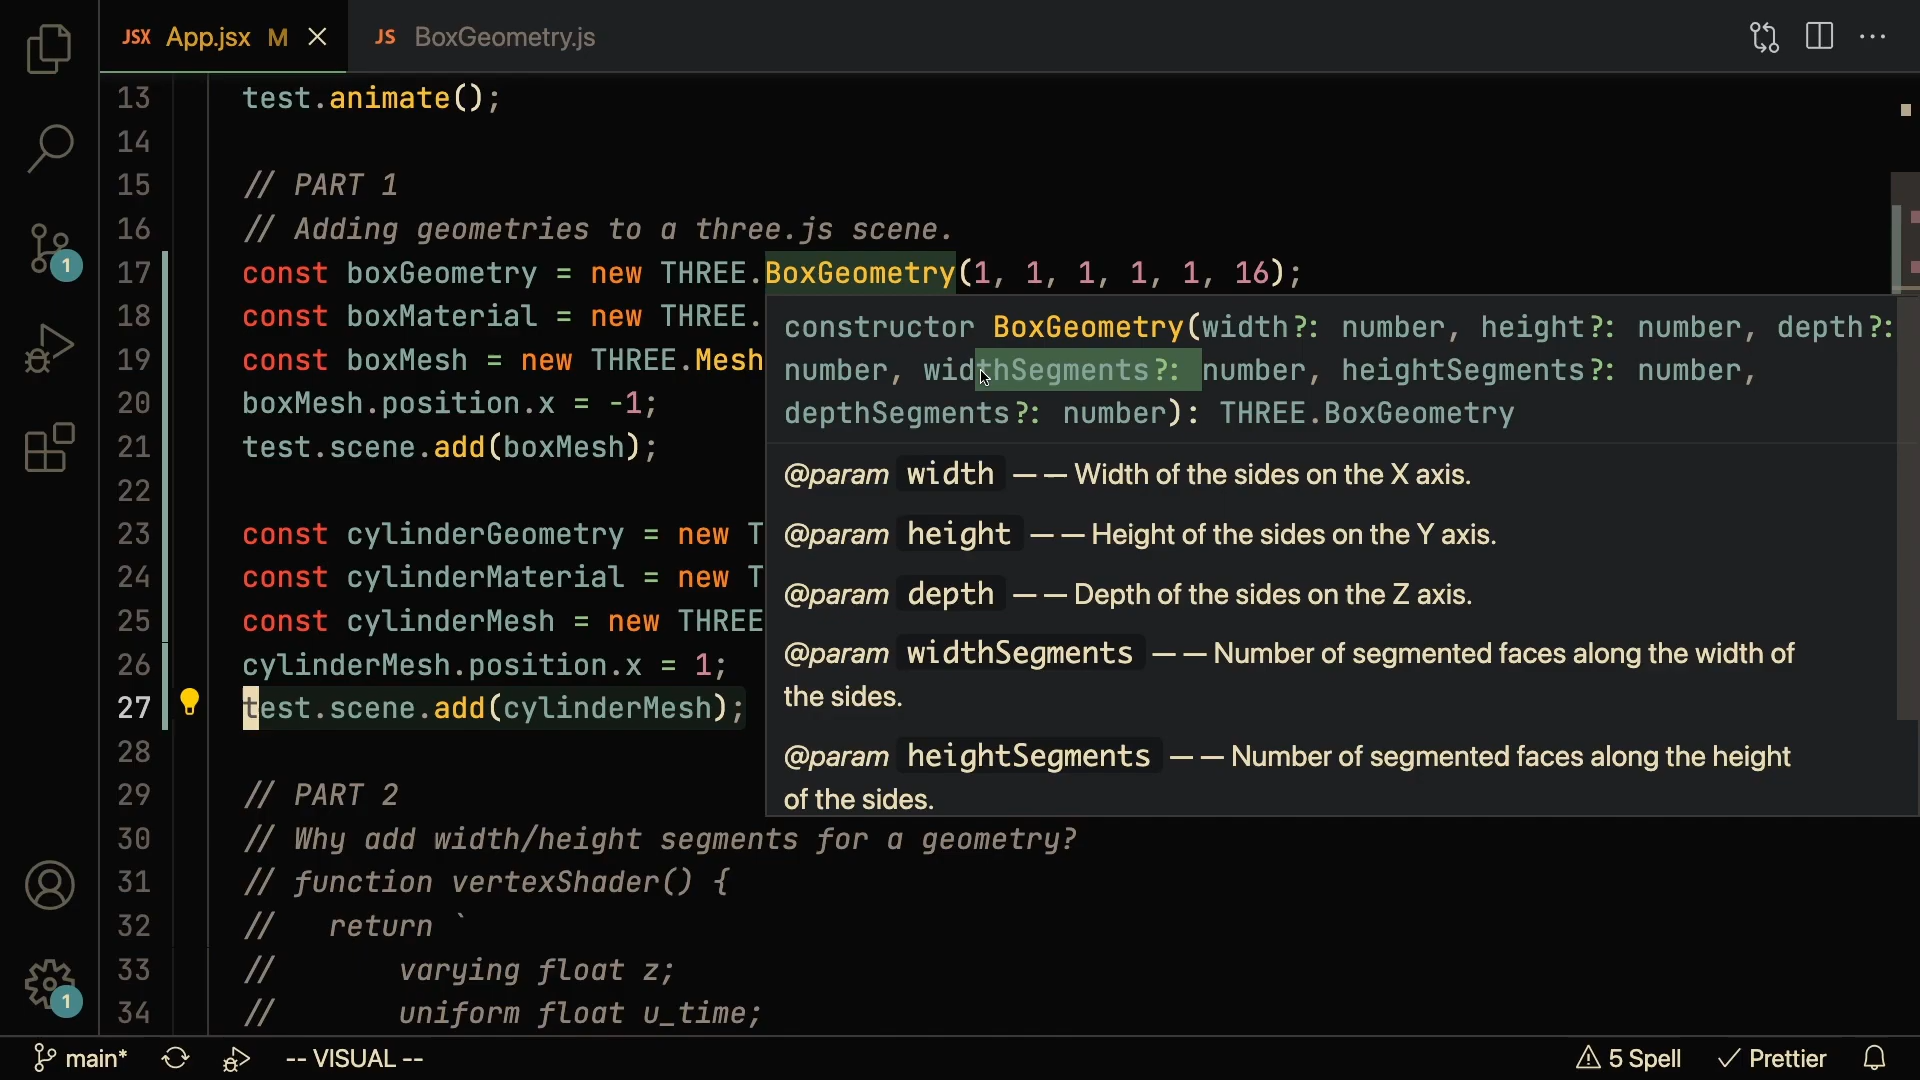 JSX App.jsx M
JS BoxGeometry.js
13 test.animate();
14
15 // PART 1
16 // Adding geometries to a three.js scene.
17 const boxGeometry = new THREE.BoxGeometry(1, 1, 1, 1, 1, 16);
18 const boxMaterial = new THREE.
19 const boxMesh = new THREE.Mesh
20 boxMesh.position.x = -1;
21 test.scene.add(boxMesh);
22
23 const cylinderGeometry = new T
24 const cylinderMaterial = new T
25 const cylinderMesh = new THREE
26 cylinderMesh.position.x = 1;
27 test.scene.add(cylinderMesh);
28
29 // PART 2
30 // Why add width/height segments for a geometry?
31 // function vertexShader() {
32 // return `
33 // varying float z;
34 // uniform float u_time;
constructor BoxGeometry(width?: number, height?: number, depth?:
number, widthSegments?: number, heightSegments?: number,
depthSegments?: number): THREE.BoxGeometry
@param width — — Width of the sides on the X axis.
@param height — — Height of the sides on the Y axis.
@param depth — — Depth of the sides on the Z axis.
@param widthSegments — — Number of segmented faces along the width of
the sides.
@param heightSegments — — Number of segmented faces along the height
of the sides.
1
1
main*
-- VISUAL --
5 Spell
Prettier